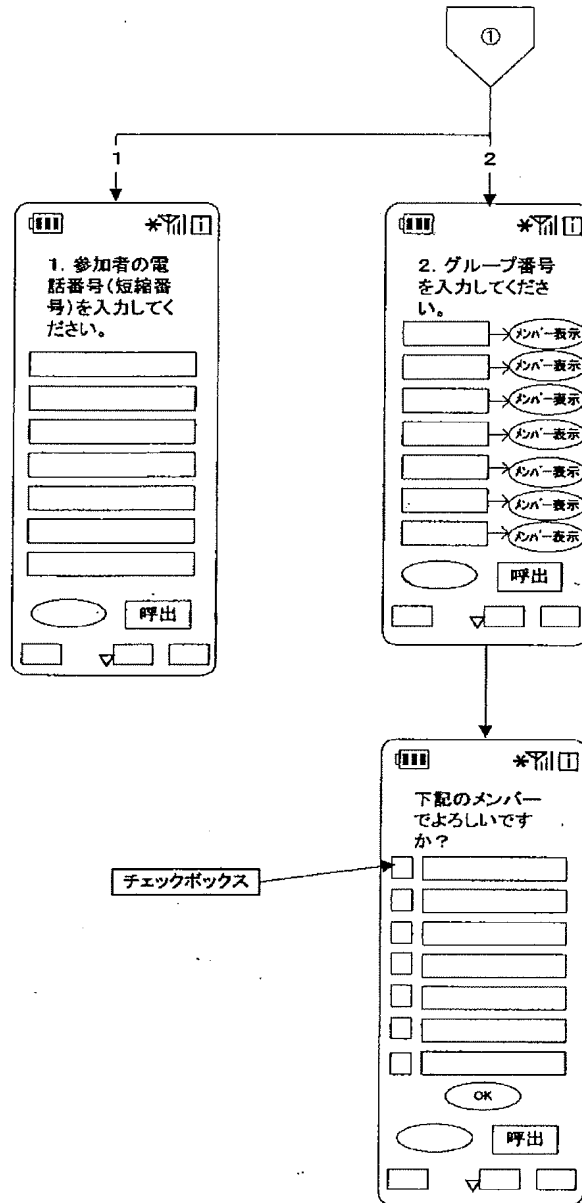 ①
1
2
1. 参加者の電
話番号(短縮番
号)を入力してく
ださい。
呼出
2. グループ番号
を入力してくださ
い。
メンバー表示
メンバー表示
メンバー表示
メンバー表示
メンバー表示
メンバー表示
メンバー表示
呼出
下記のメンバー
でよろしいです
か？
チェックボックス
OK
呼出